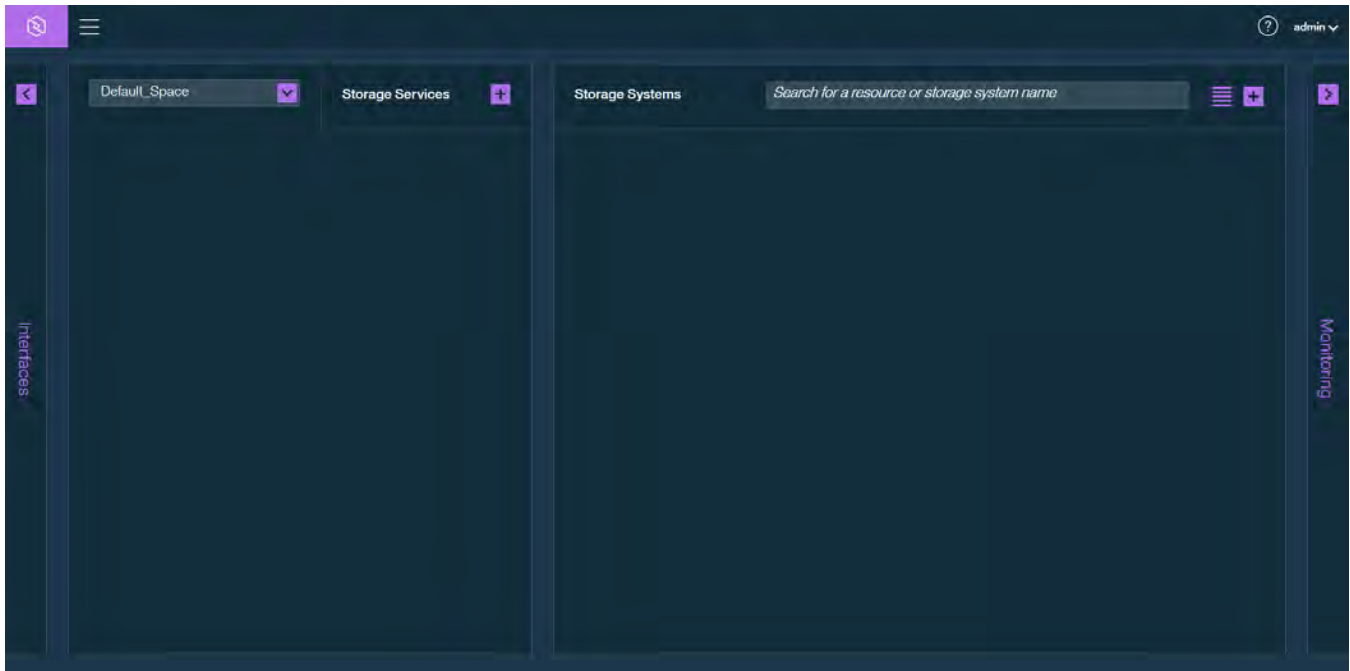 admin
Default_Space
Storage Services
Storage Systems
Search for a resource or storage system name
Interfaces
Monitoring